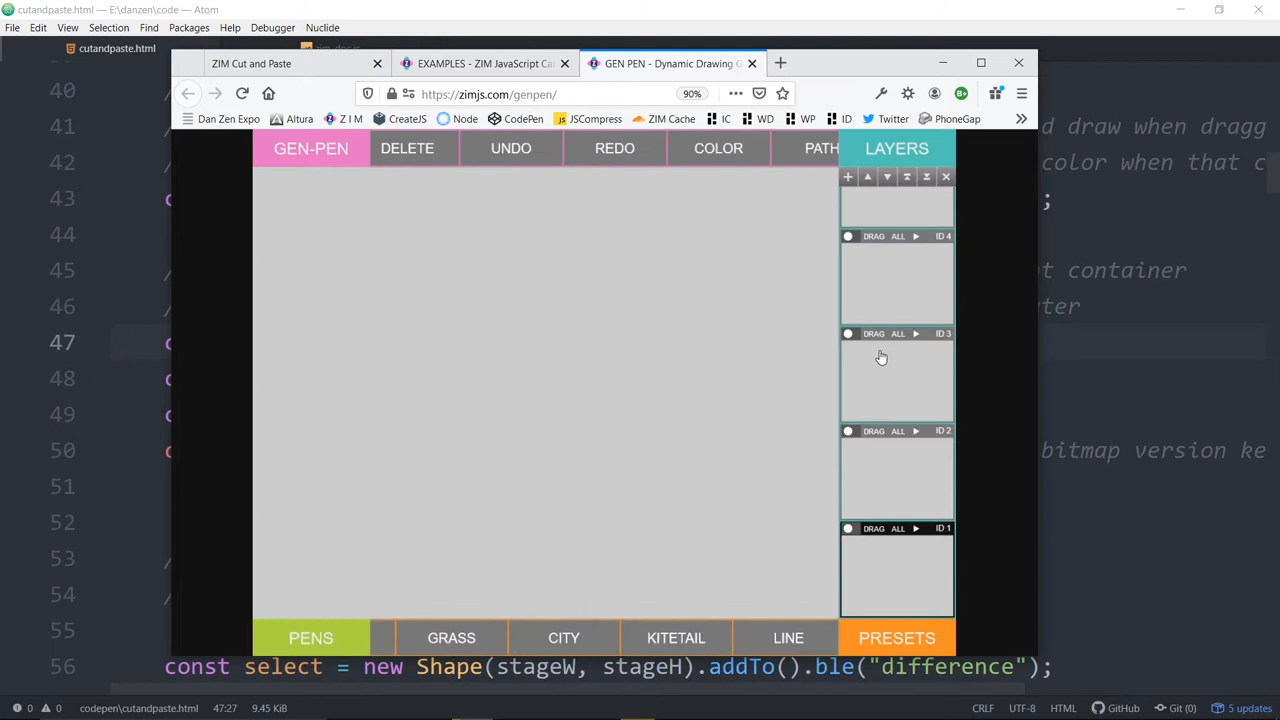 cutandpaste.html — E:\danzen\code — Atom
File Edit View Selection Find Packages Help Debugger Nuclide
cutandpaste.html
ZIM Cut and Paste
EXAMPLES - ZIM JavaScript Ca
GEN PEN - Dynamic Drawing G
https://zimjs.com/genpen/
90%
Dan Zen Expo Altura Z I M CreateJS Node CodePen JSCompress ZIM Cache IC WD WP ID Twitter PhoneGap
GEN-PEN DELETE UNDO REDO COLOR PATH LAYERS
DRAG ALL ID 4
DRAG ALL ID 3
DRAG ALL ID 2
DRAG ALL ID 1
PENS GRASS CITY KITETAIL LINE PRESETS
40 /
41 / d draw when dragg
42 / color when that c
43 c ;
44
45 / t container
46 / ter
47 c
48 c
49 c
50 c bitmap version ke
51
52
53 /
54 /
55 c
56 const select = new Shape(stageW, stageH).addTo().ble("difference");
0 0 codepen\cutandpaste.html 47:27 9.45 KiB CRLF UTF-8 HTML GitHub Git (0) 5 updates